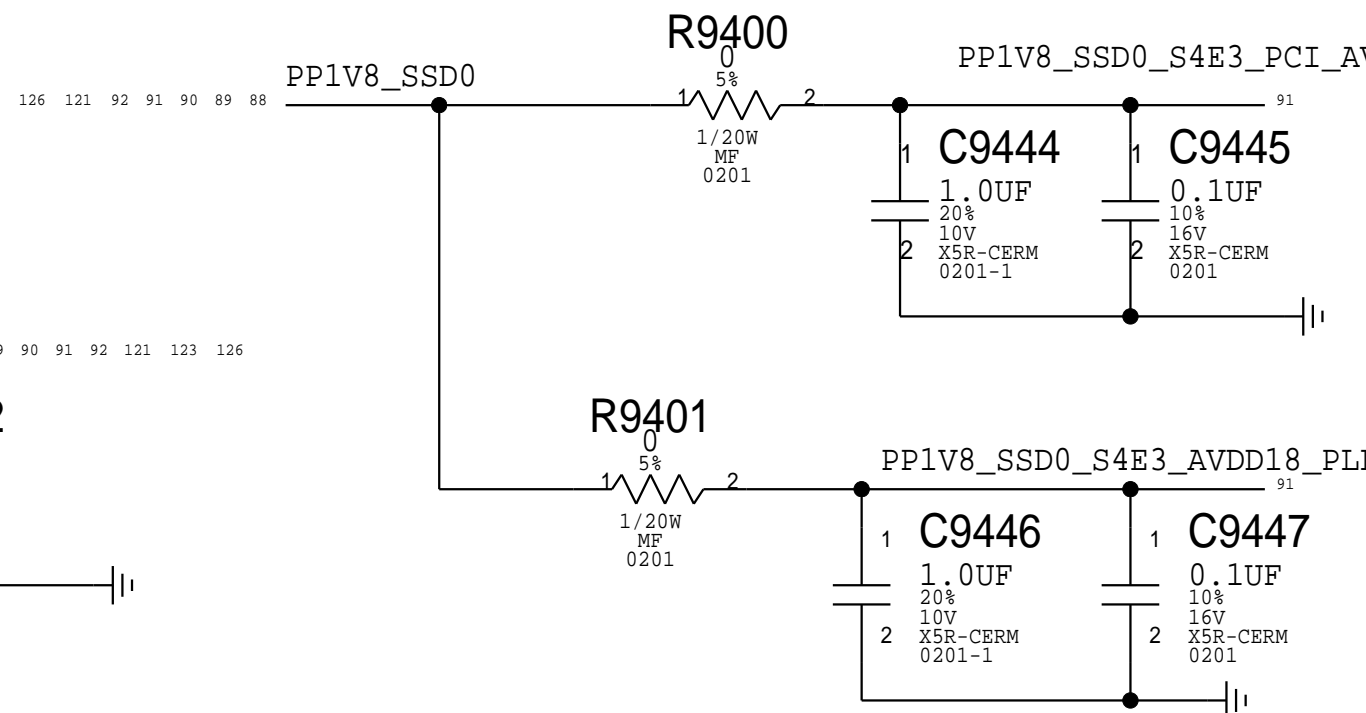 R9400
0
5%
PP1V8_SSD0_S4E3_PCI_AV
PP1V8_SSD0
126 121 92 91 90 89 88
1
2
91
1/20W
MF
0201
1
C9444
1.0UF
20%
10V
2
X5R-CERM
0201-1
1
C9445
0.1UF
10%
16V
2
X5R-CERM
0201
90 91 92 121 123 126
R9401
0
5%
PP1V8_SSD0_S4E3_AVDD18_PL
1
2
91
1/20W
MF
0201
1
C9446
1.0UF
20%
10V
2
X5R-CERM
0201-1
1
C9447
0.1UF
10%
16V
2
X5R-CERM
0201